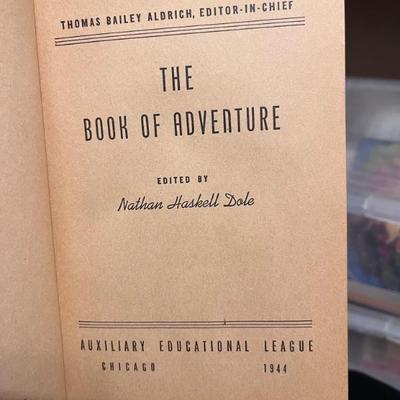 THOMAS BAILEY ALDRICH, EDITOR-IN-CHIEF
THE
BOOK OF ADVENTURE
EDITED BY
Nathan Haskell Dole
AUXILIARY EDUCATIONAL LEAGUE
CHICAGO 1944